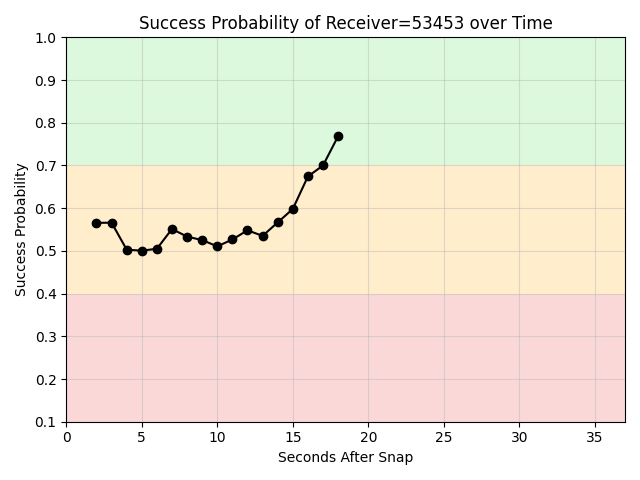 Success Probability of Receiver=53453 over Time
1.0
0.9
0.8
0.7
0.6
0.5
0.4
0.3
0.2
0.1
Success Probability
0 5 10 15 20 25 30 35
Seconds After Snap